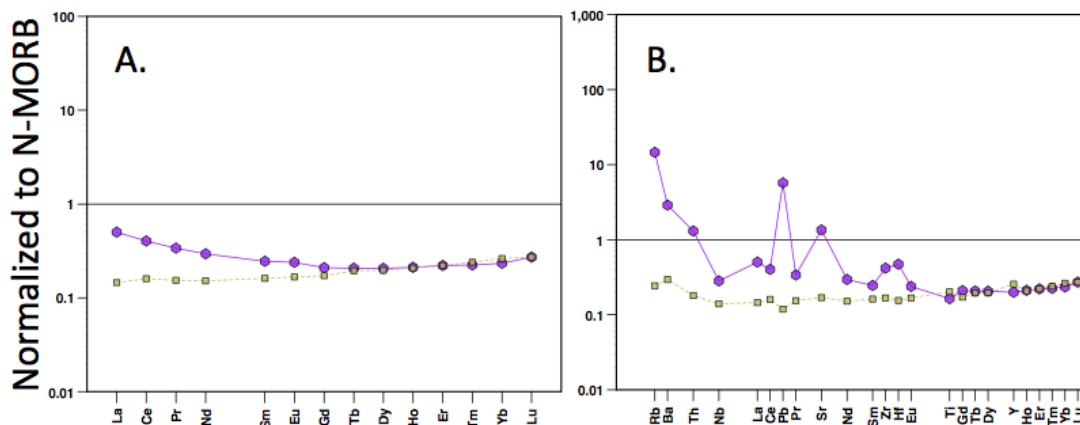 Normalized to N-MORB
A.
100
10
1
0.1
0.01
La Ce Pr Nd Sm Eu Gd Tb Dy Ho Er Tm Yb Lu
B.
1,000
100
10
1
0.1
0.01
Rb Ba Th Nb La Ce Pb Pr Sr Nd Sm Zr Hf Eu Ti Gd Tb Dy Y Ho Er Tm Yb Lu